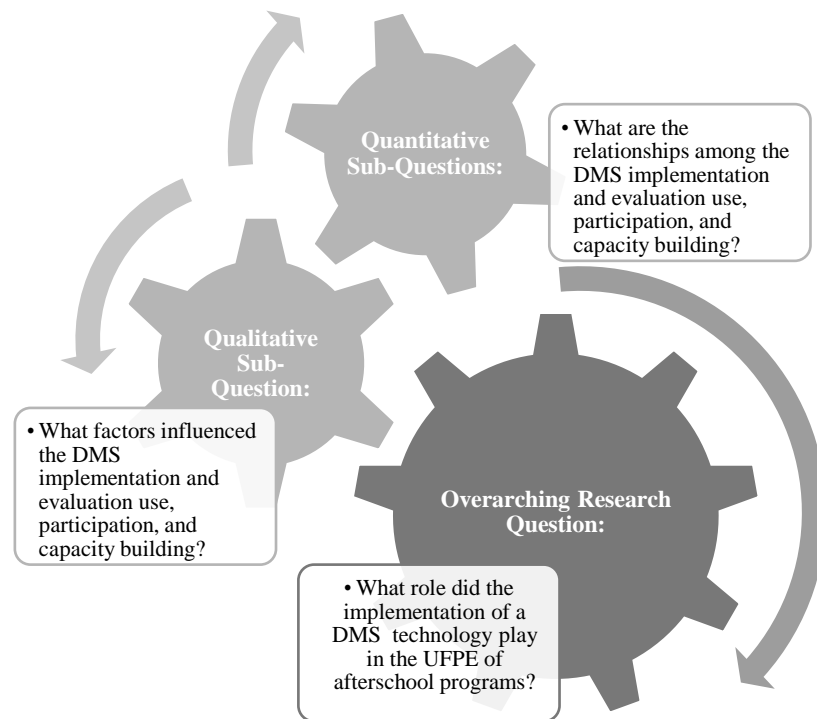 Quantitative
Sub-Questions:
• What are the
relationships among the
DMS implementation
and evaluation use,
participation, and
capacity building?
Qualitative
Sub-
Question:
• What factors influenced
the DMS
implementation and
evaluation use,
participation, and
capacity building?
Overarching Research
Question:
• What role did the
implementation of a
DMS technology play
in the UFPE of
afterschool programs?